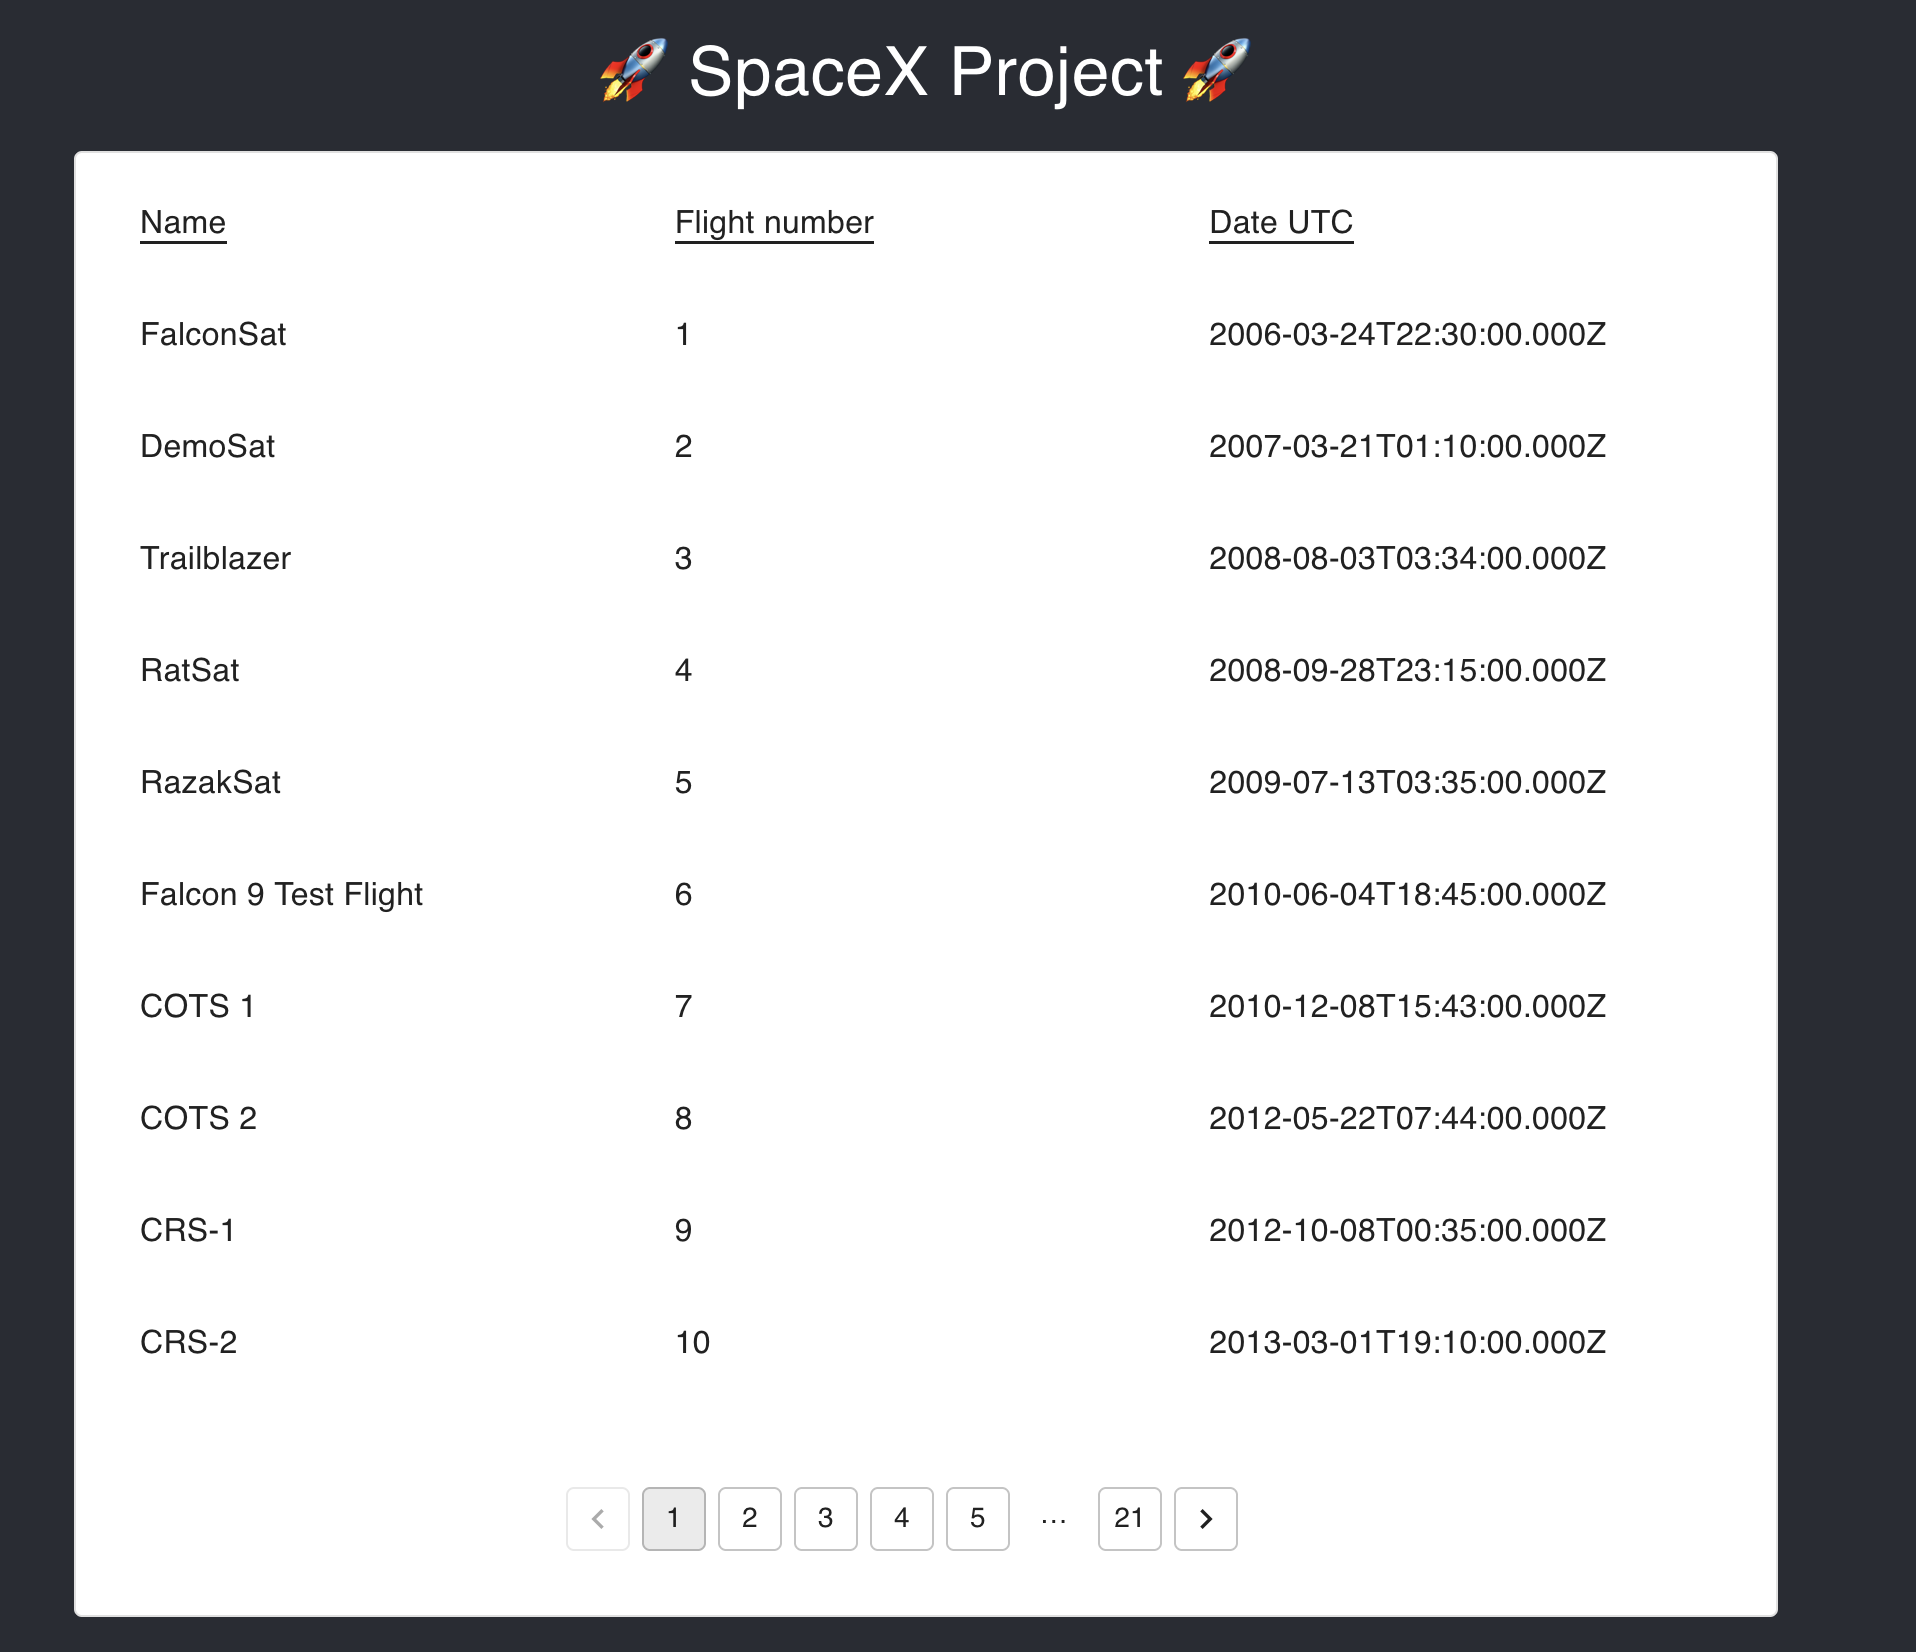 🚀 SpaceX Project 🚀
Name Flight number Date UTC
FalconSat 1 2006-03-24T22:30:00.000Z
DemoSat 2 2007-03-21T01:10:00.000Z
Trailblazer 3 2008-08-03T03:34:00.000Z
RatSat 4 2008-09-28T23:15:00.000Z
RazakSat 5 2009-07-13T03:35:00.000Z
Falcon 9 Test Flight 6 2010-06-04T18:45:00.000Z
COTS 1 7 2010-12-08T15:43:00.000Z
COTS 2 8 2012-05-22T07:44:00.000Z
CRS-1 9 2012-10-08T00:35:00.000Z
CRS-2 10 2013-03-01T19:10:00.000Z
< 1 2 3 4 5 ... 21 >